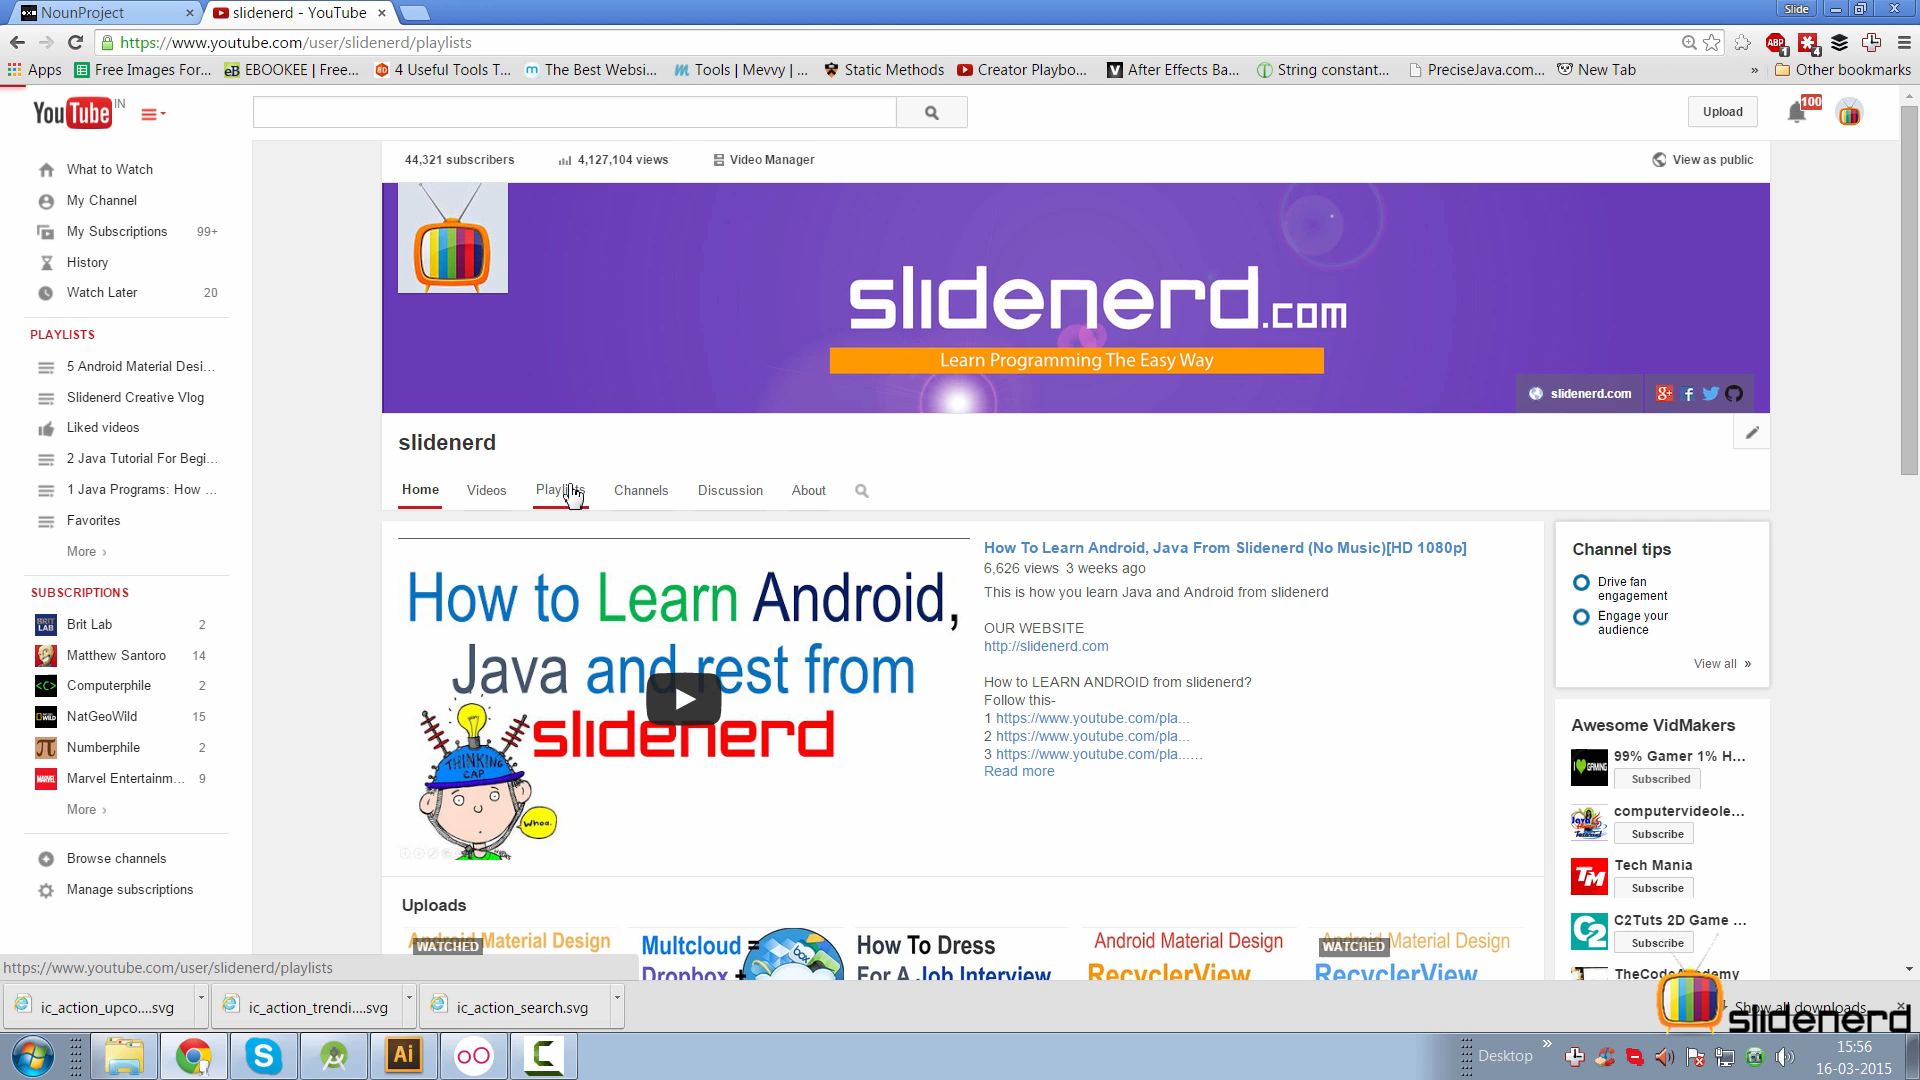 NounProject
slidenerd - YouTube
Slide
https://www.youtube.com/user/slidenerd/playlists
Apps
Free Images For...
EBOOKEE | Free...
4 Useful Tools T...
The Best Websi...
Tools | Mevvy | ...
Static Methods
Creator Playbo...
After Effects Ba...
String constant...
PreciseJava.com...
New Tab
Other bookmarks
YouTube IN
Upload
100
What to Watch
My Channel
My Subscriptions 99+
History
Watch Later 20
PLAYLISTS
5 Android Material Desi...
Slidenerd Creative Vlog
Liked videos
2 Java Tutorial For Begi...
1 Java Programs: How ...
Favorites
More ›
SUBSCRIPTIONS
Brit Lab 2
Matthew Santoro 14
Computerphile 2
NatGeoWild 15
Numberphile 2
Marvel Entertainm... 9
More ›
Browse channels
Manage subscriptions
44,321 subscribers
4,127,104 views
Video Manager
View as public
slidenerd.com
Learn Programming The Easy Way
slidenerd.com
slidenerd
Home Videos Playlists Channels Discussion About
How to Learn Android,
Java and rest from
slidenerd
THINKING
CAP
Whoa.
How To Learn Android, Java From Slidenerd (No Music)[HD 1080p]
6,626 views 3 weeks ago
This is how you learn Java and Android from slidenerd
OUR WEBSITE
http://slidenerd.com
How to LEARN ANDROID from slidenerd?
Follow this-
1 https://www.youtube.com/pla...
2 https://www.youtube.com/pla...
3 https://www.youtube.com/pla......
Read more
Uploads
Android Material Design
WATCHED
Multcloud =
Dropbox +
box
How To Dress
For A Job Interview
Android Material Design
RecyclerView
Android Material Design
WATCHED
RecyclerView
Channel tips
Drive fan
engagement
Engage your
audience
View all »
Awesome VidMakers
99% Gamer 1% H...
Subscribed
computervideole...
Subscribe
Tech Mania
Subscribe
C2Tuts 2D Game ...
Subscribe
TheCodeAcademy
https://www.youtube.com/user/slidenerd/playlists
ic_action_upco....svg
ic_action_trendi....svg
ic_action_search.svg
Show all downloads...
slidenerd
Desktop
15:56
16-03-2015